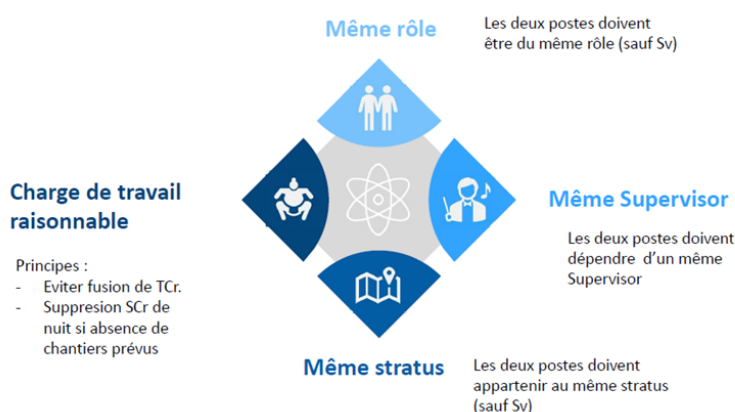 Même rôle
Les deux postes doivent
être du même rôle (sauf Sv)
Charge de travail
raisonnable
Principes :
- Eviter fusion de TCr.
- Suppresion SCr de
nuit si absence de
chantiers prévus
Même Supervisor
Les deux postes doivent
dépendre d'un même
Supervisor
Même stratus
Les deux postes doivent
appartenir au même stratus
(sauf Sv)